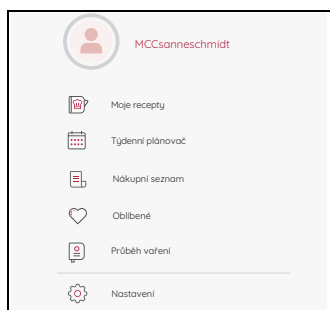 MCCsanneschmidt
Moje recepty
Týdenní plánovač
Nákupní seznam
Oblíbené
Průběh vaření
Nastavení